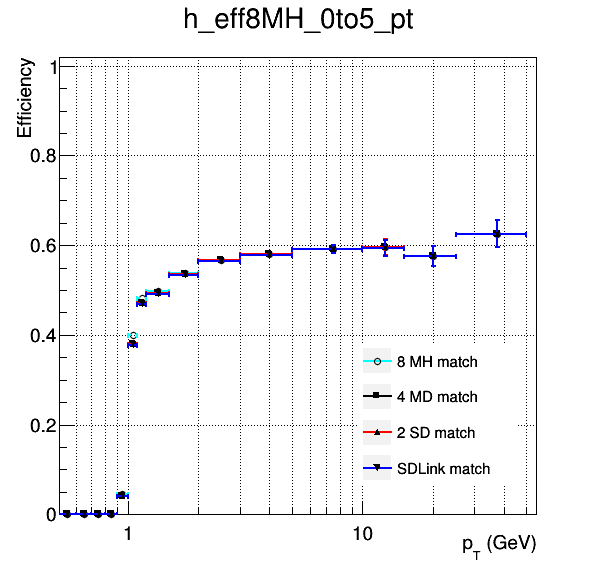 h_eff8MH_0to5_pt
Efficiency
1
0.8
0.6
0.4
0.2
0
8 MH match
4 MD match
2 SD match
SDLink match
1
10
p_T (GeV)